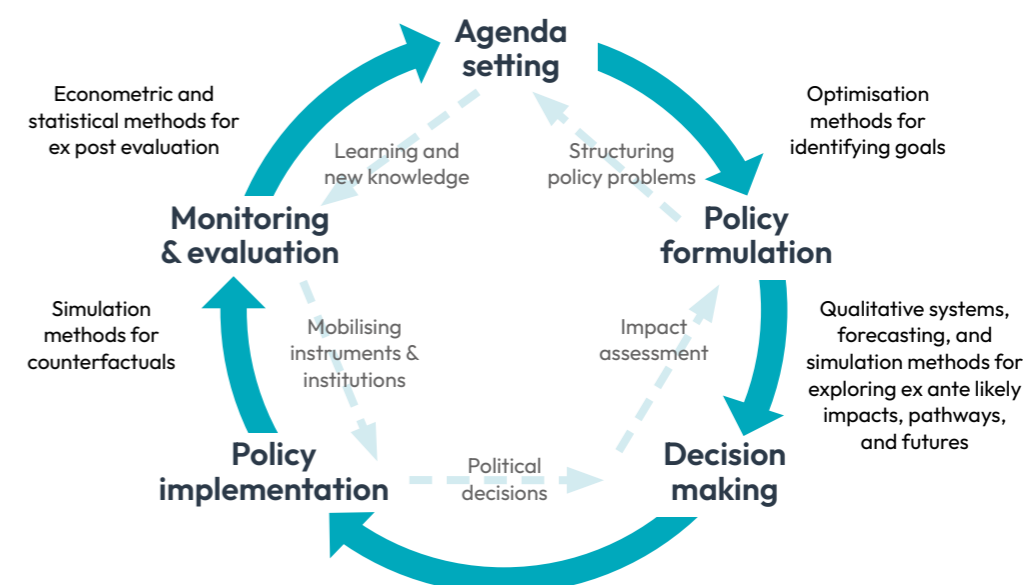 Agenda
setting
Econometric and
statistical methods for
ex post evaluation
Optimisation
methods for
identifying goals
Learning and
new knowledge
Structuring
policy problems
Monitoring
& evaluation
Policy
formulation
Simulation
methods for
counterfactuals
Mobilising
instruments &
institutions
Impact
assessment
Qualitative systems,
forecasting, and
simulation methods for
exploring ex ante likely
impacts, pathways,
and futures
Policy
implementation
Political
decisions
Decision
making